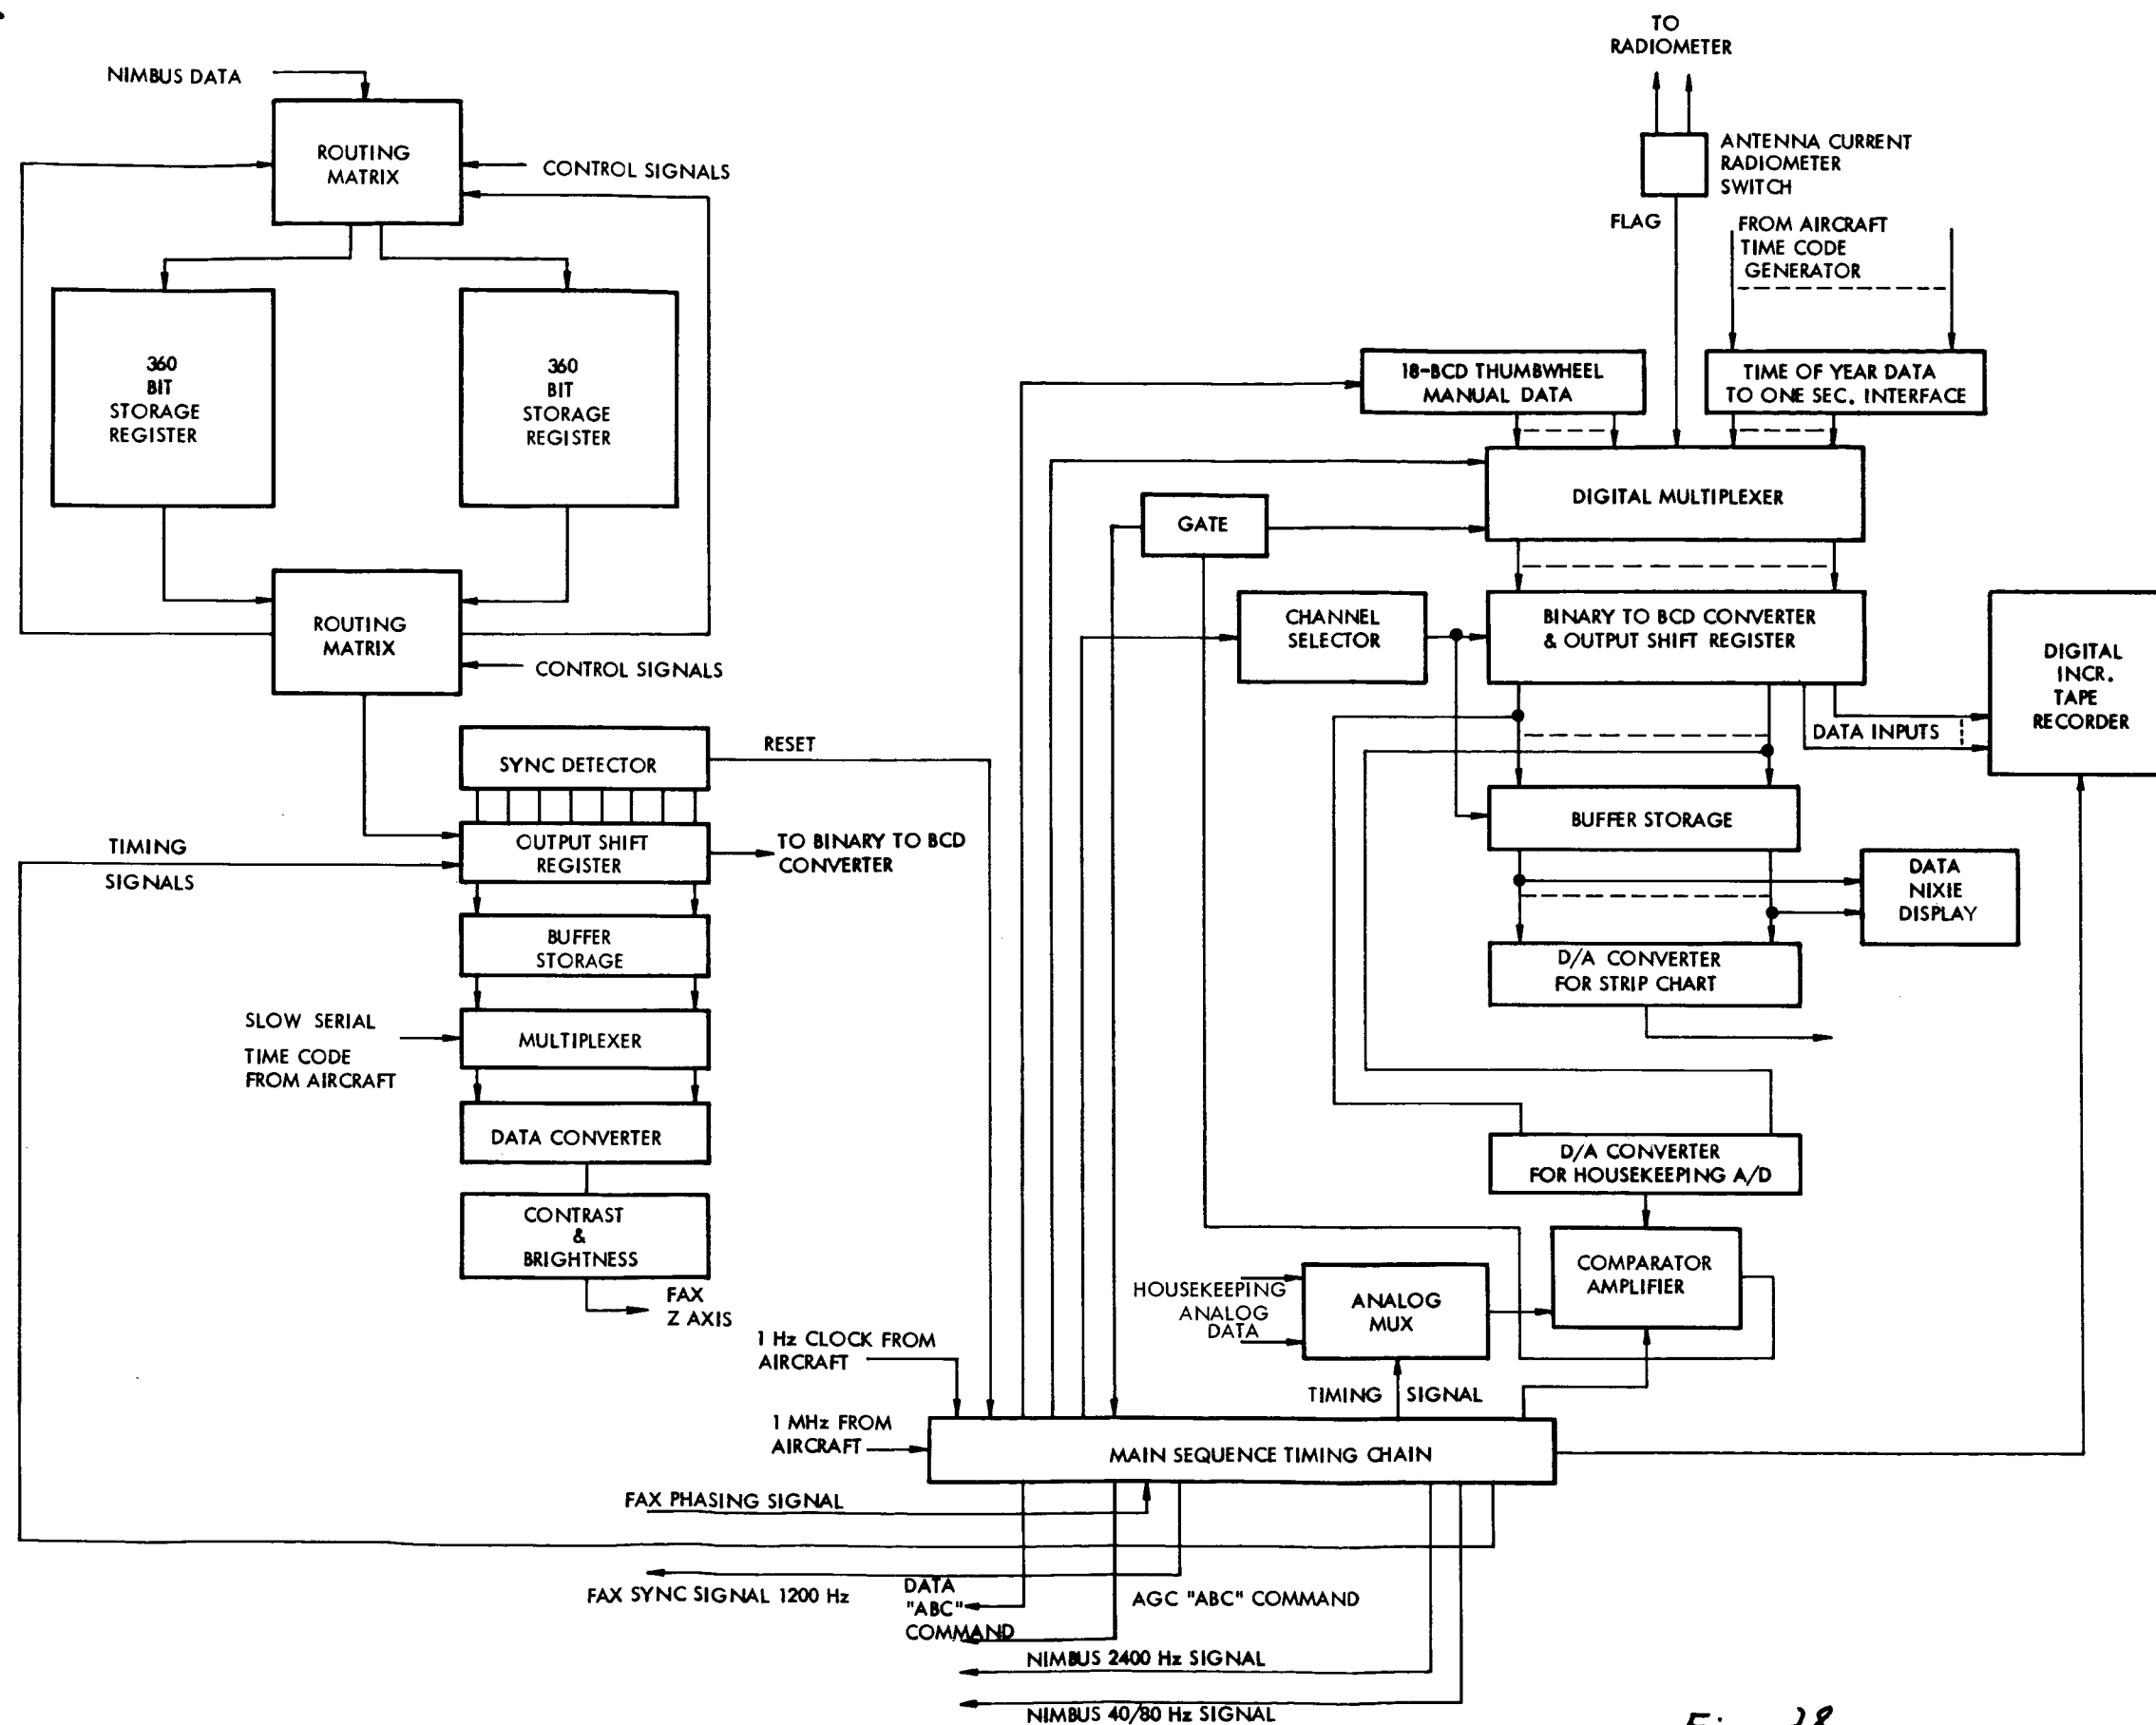 NIMBUS DATA
ROUTING
MATRIX
CONTROL SIGNALS
360
BIT
STORAGE
REGISTER
360
BIT
STORAGE
REGISTER
ROUTING
MATRIX
CONTROL SIGNALS
SYNC DETECTOR
RESET
TIMING
SIGNALS
OUTPUT SHIFT
REGISTER
TO BINARY TO BCD
CONVERTER
BUFFER
STORAGE
SLOW SERIAL
TIME CODE
FROM AIRCRAFT
MULTIPLEXER
DATA CONVERTER
CONTRAST
&
BRIGHTNESS
FAX
Z AXIS
TO
RADIOMETER
ANTENNA CURRENT
RADIOMETER
SWITCH
FLAG
FROM AIRCRAFT
TIME CODE
GENERATOR
18-BCD THUMBWHEEL
MANUAL DATA
TIME OF YEAR DATA
TO ONE SEC. INTERFACE
DIGITAL MULTIPLEXER
GATE
CHANNEL
SELECTOR
BINARY TO BCD CONVERTER
& OUTPUT SHIFT REGISTER
DIGITAL
INCR.
TAPE
RECORDER
DATA INPUTS
BUFFER STORAGE
DATA
NIXIE
DISPLAY
D/A CONVERTER
FOR STRIP CHART
D/A CONVERTER
FOR HOUSEKEEPING A/D
COMPARATOR
AMPLIFIER
HOUSEKEEPING
ANALOG
DATA
ANALOG
MUX
TIMING SIGNAL
1 Hz CLOCK FROM
AIRCRAFT
1 MHz FROM
AIRCRAFT
MAIN SEQUENCE TIMING CHAIN
FAX PHASING SIGNAL
FAX SYNC SIGNAL 1200 Hz
DATA
"ABC"
COMMAND
AGC "ABC" COMMAND
NIMBUS 2400 Hz SIGNAL
NIMBUS 40/80 Hz SIGNAL
Fig. 28